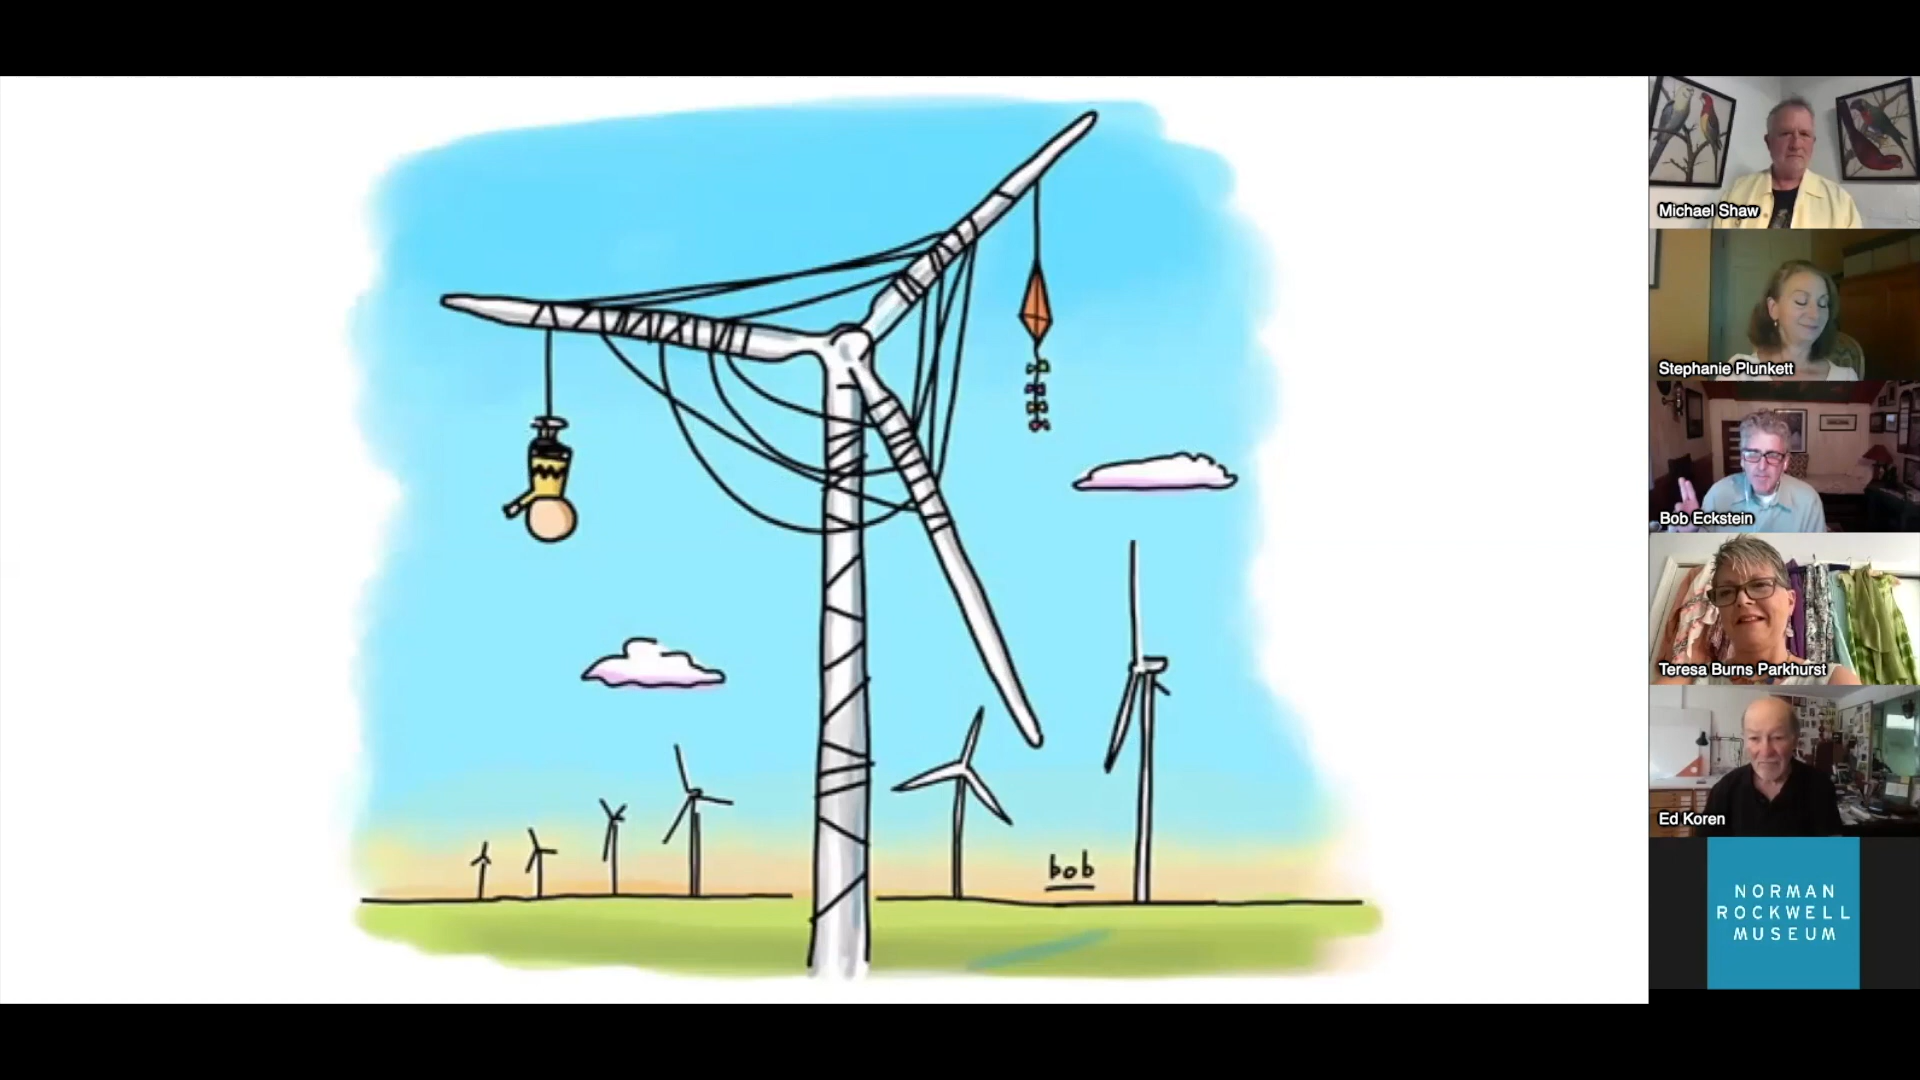 bob
Michael Shaw
Stephanie Plunkett
Bob Eckstein
Teresa Burns Parkhurst
Ed Koren
NORMAN
ROCKWELL
MUSEUM